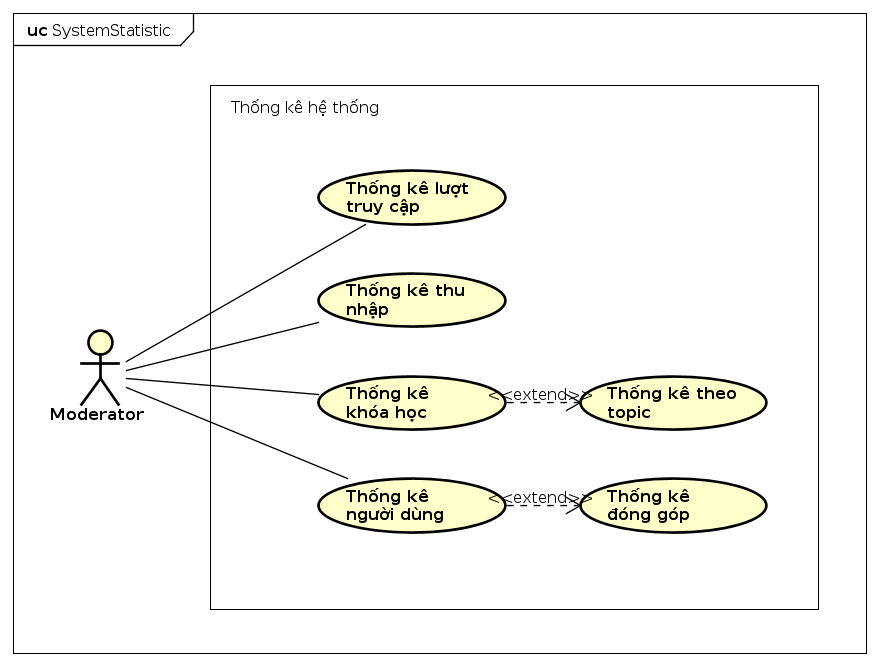 uc SystemStatistic
Thống kê hệ thống
Thống kê lượt
truy cập
Thống kê thu
nhập
Thống kê
khóa học
<<extend>>
Thống kê theo
topic
Moderator
Thống kê
người dùng
<<extend>>
Thống kê
đóng góp